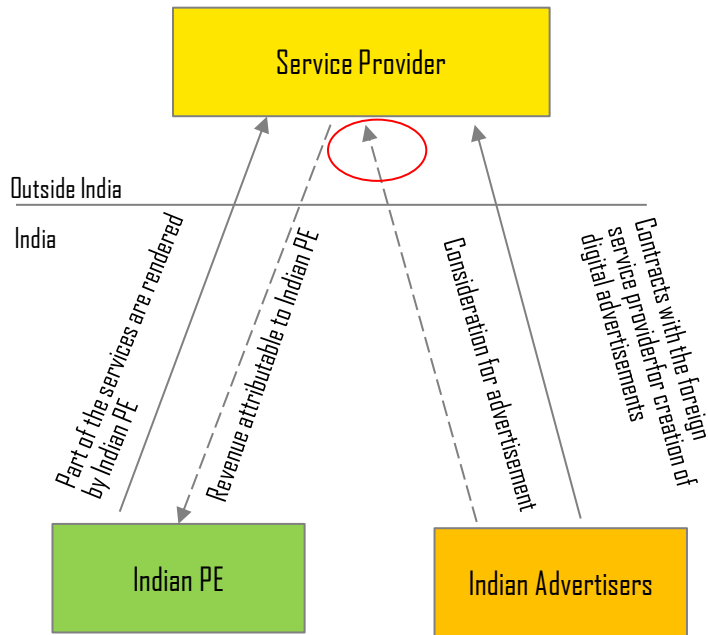 Service Provider
Outside India
India
Part of the services are rendered
by Indian PE
Revenue attributable to Indian PE
Consideration for advertisement
Contracts with the foreign
service providerfor creation of
digital advertisements
Indian PE
Indian Advertisers